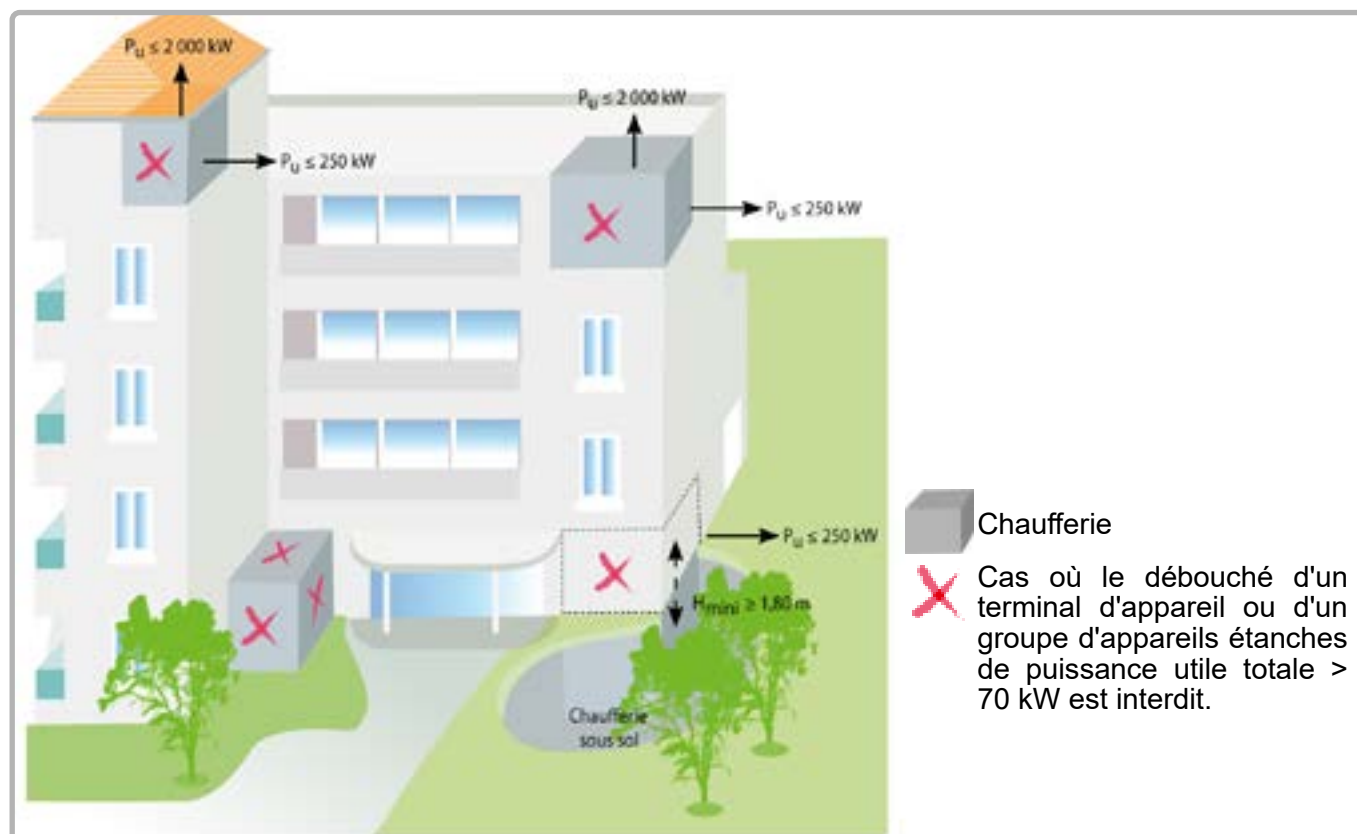 Pu ≤ 2 000 kW
Pu ≤ 2 000 kW
Pu ≤ 250 kW
Pu ≤ 250 kW
Pu ≤ 250 kW
Hmini ≥ 1,80 m
Chaufferie
sous sol
Chaufferie
Cas où le débouché d'un
terminal d'appareil ou d'un
groupe d'appareils étanches
de puissance utile totale >
70 kW est interdit.